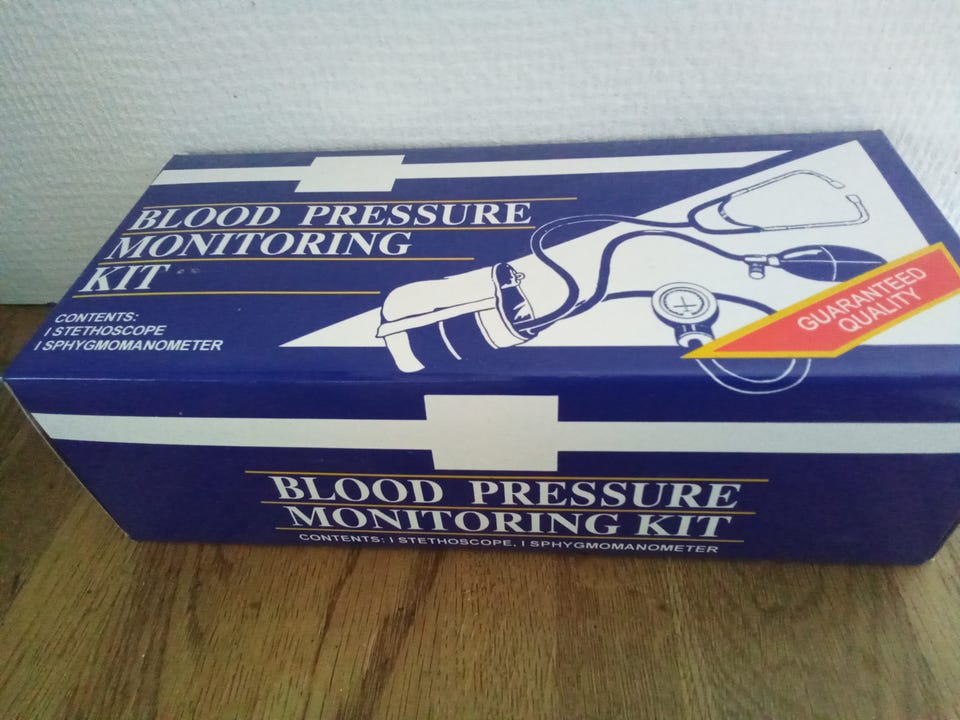 BLOOD PRESSURE
MONITORING
KIT
CONTENTS:
I STETHOSCOPE
I SPHYGMOMANOMETER
GUARANTEED
QUALITY
BLOOD PRESSURE
MONITORING KIT
CONTENTS: I STETHOSCOPE, I SPHYGMOMANOMETER